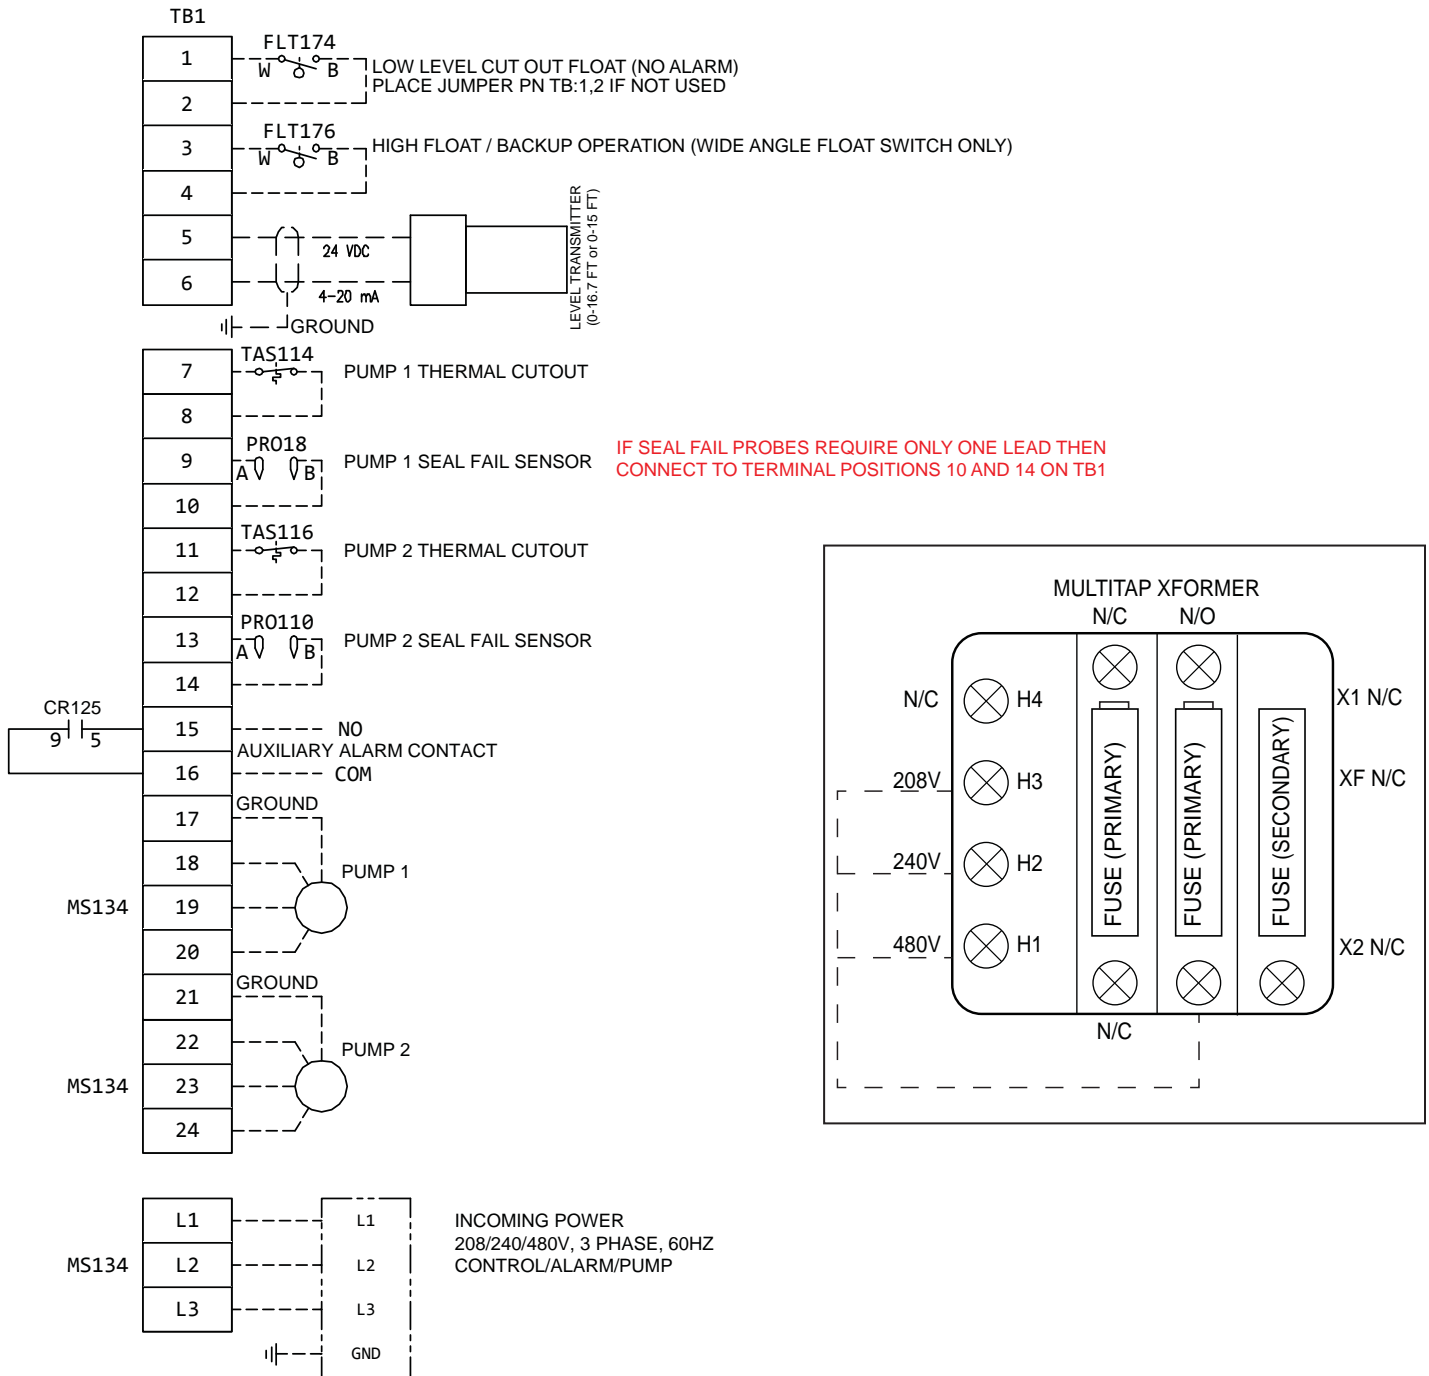 TB1
1
FLT174
W
B
LOW LEVEL CUT OUT FLOAT (NO ALARM)
PLACE JUMPER PN TB:1,2 IF NOT USED
2
3
FLT176
W
B
HIGH FLOAT / BACKUP OPERATION (WIDE ANGLE FLOAT SWITCH ONLY)
4
5
24 VDC
6
4-20 mA
LEVEL TRANSMITTER
(0-16.7 FT or 0-15 FT)
GROUND
7
TAS114
PUMP 1 THERMAL CUTOUT
8
9
PRO18
A
B
PUMP 1 SEAL FAIL SENSOR
IF SEAL FAIL PROBES REQUIRE ONLY ONE LEAD THEN
CONNECT TO TERMINAL POSITIONS 10 AND 14 ON TB1
10
11
TAS116
PUMP 2 THERMAL CUTOUT
12
13
PRO110
A
B
PUMP 2 SEAL FAIL SENSOR
14
CR125
9
5
15
NO
AUXILIARY ALARM CONTACT
16
COM
17
GROUND
18
PUMP 1
MS134
19
20
21
GROUND
22
PUMP 2
MS134
23
24
MULTITAP XFORMER
N/C
N/O
N/C
H4
X1 N/C
208V
H3
XF N/C
240V
H2
480V
H1
X2 N/C
FUSE (PRIMARY)
FUSE (PRIMARY)
FUSE (SECONDARY)
N/C
L1
L1
INCOMING POWER
208/240/480V, 3 PHASE, 60HZ
MS134
L2
L2
CONTROL/ALARM/PUMP
L3
L3
GND